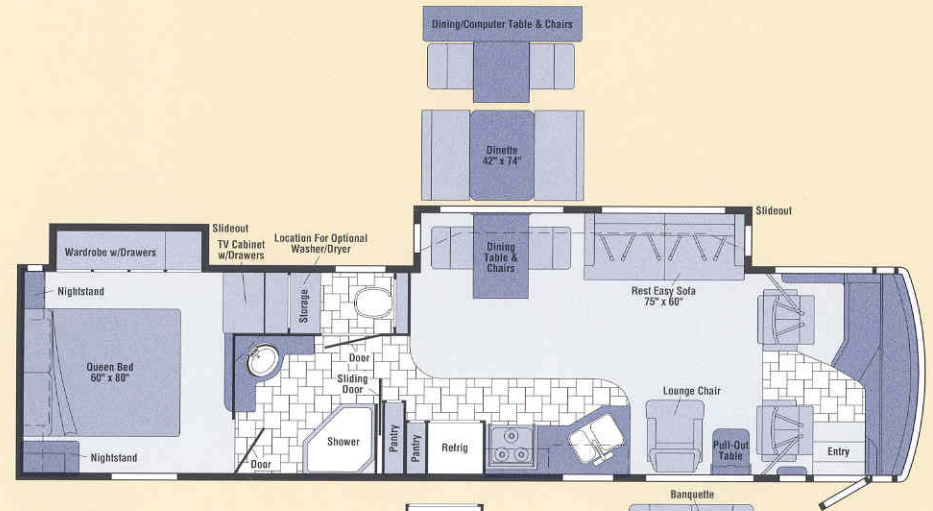 Dining/Computer Table & Chairs
Dinette
42" x 74"
Slideout
Slideout
Wardrobe w/Drawers
TV Cabinet
w/Drawers
Location For Optional
Washer/Dryer
Storage
Dining
Table &
Chairs
Rest Easy Sofa
75" x 60"
Nightstand
Queen Bed
60" x 80"
Door
Sliding
Door
Lounge Chair
Pantry
Pantry
Refrig
Shower
Pull-Out
Table
Entry
Nightstand
Door
Banquette